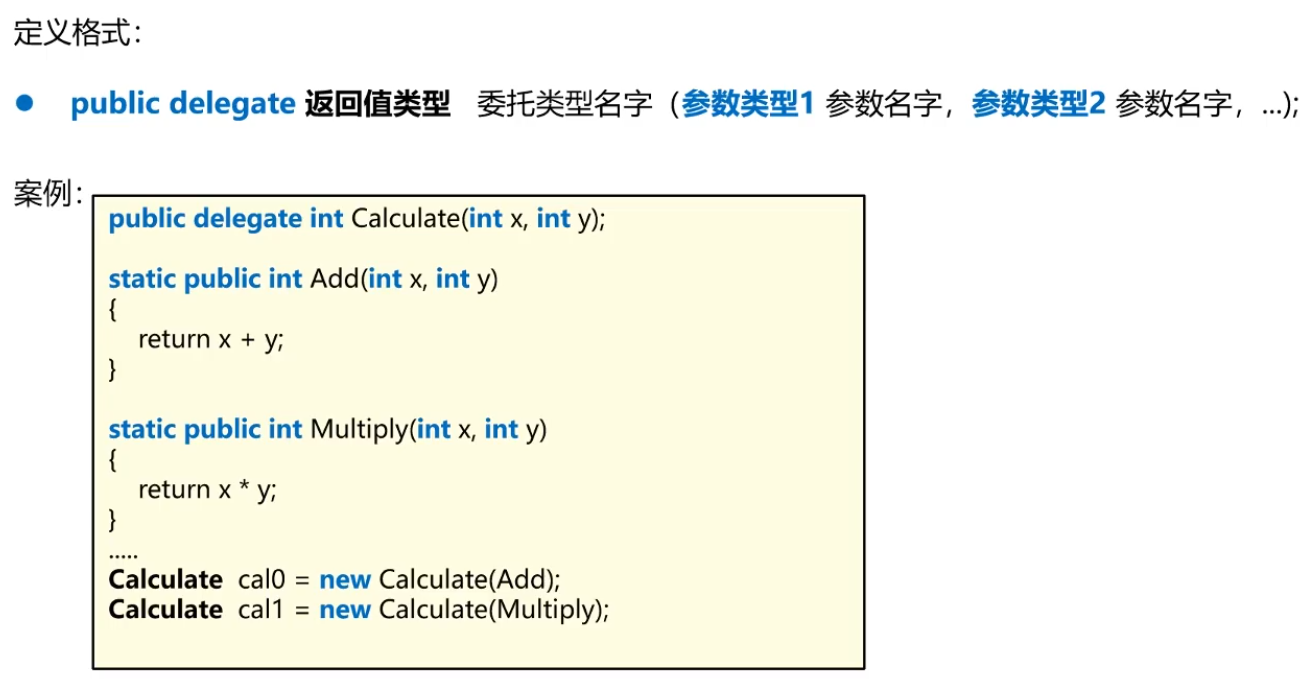 定义格式：
● public delegate 返回值类型 委托类型名字（参数类型1 参数名字，参数类型2 参数名字，...);
案例：
public delegate int Calculate(int x, int y);
static public int Add(int x, int y)
{
return x + y;
}
static public int Multiply(int x, int y)
{
return x * y;
}
.....
Calculate cal0 = new Calculate(Add);
Calculate cal1 = new Calculate(Multiply);